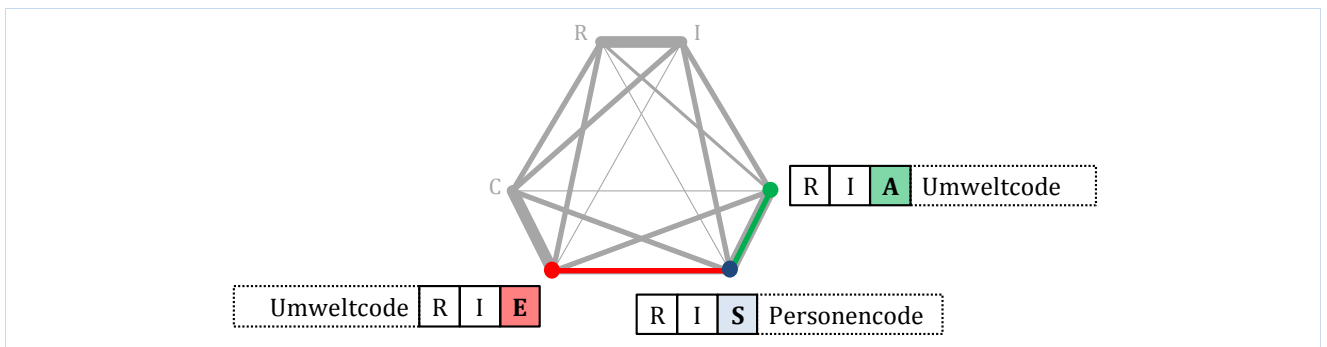 R I
R I A Umweltcode
C
Umweltcode R I E
R I S Personencode